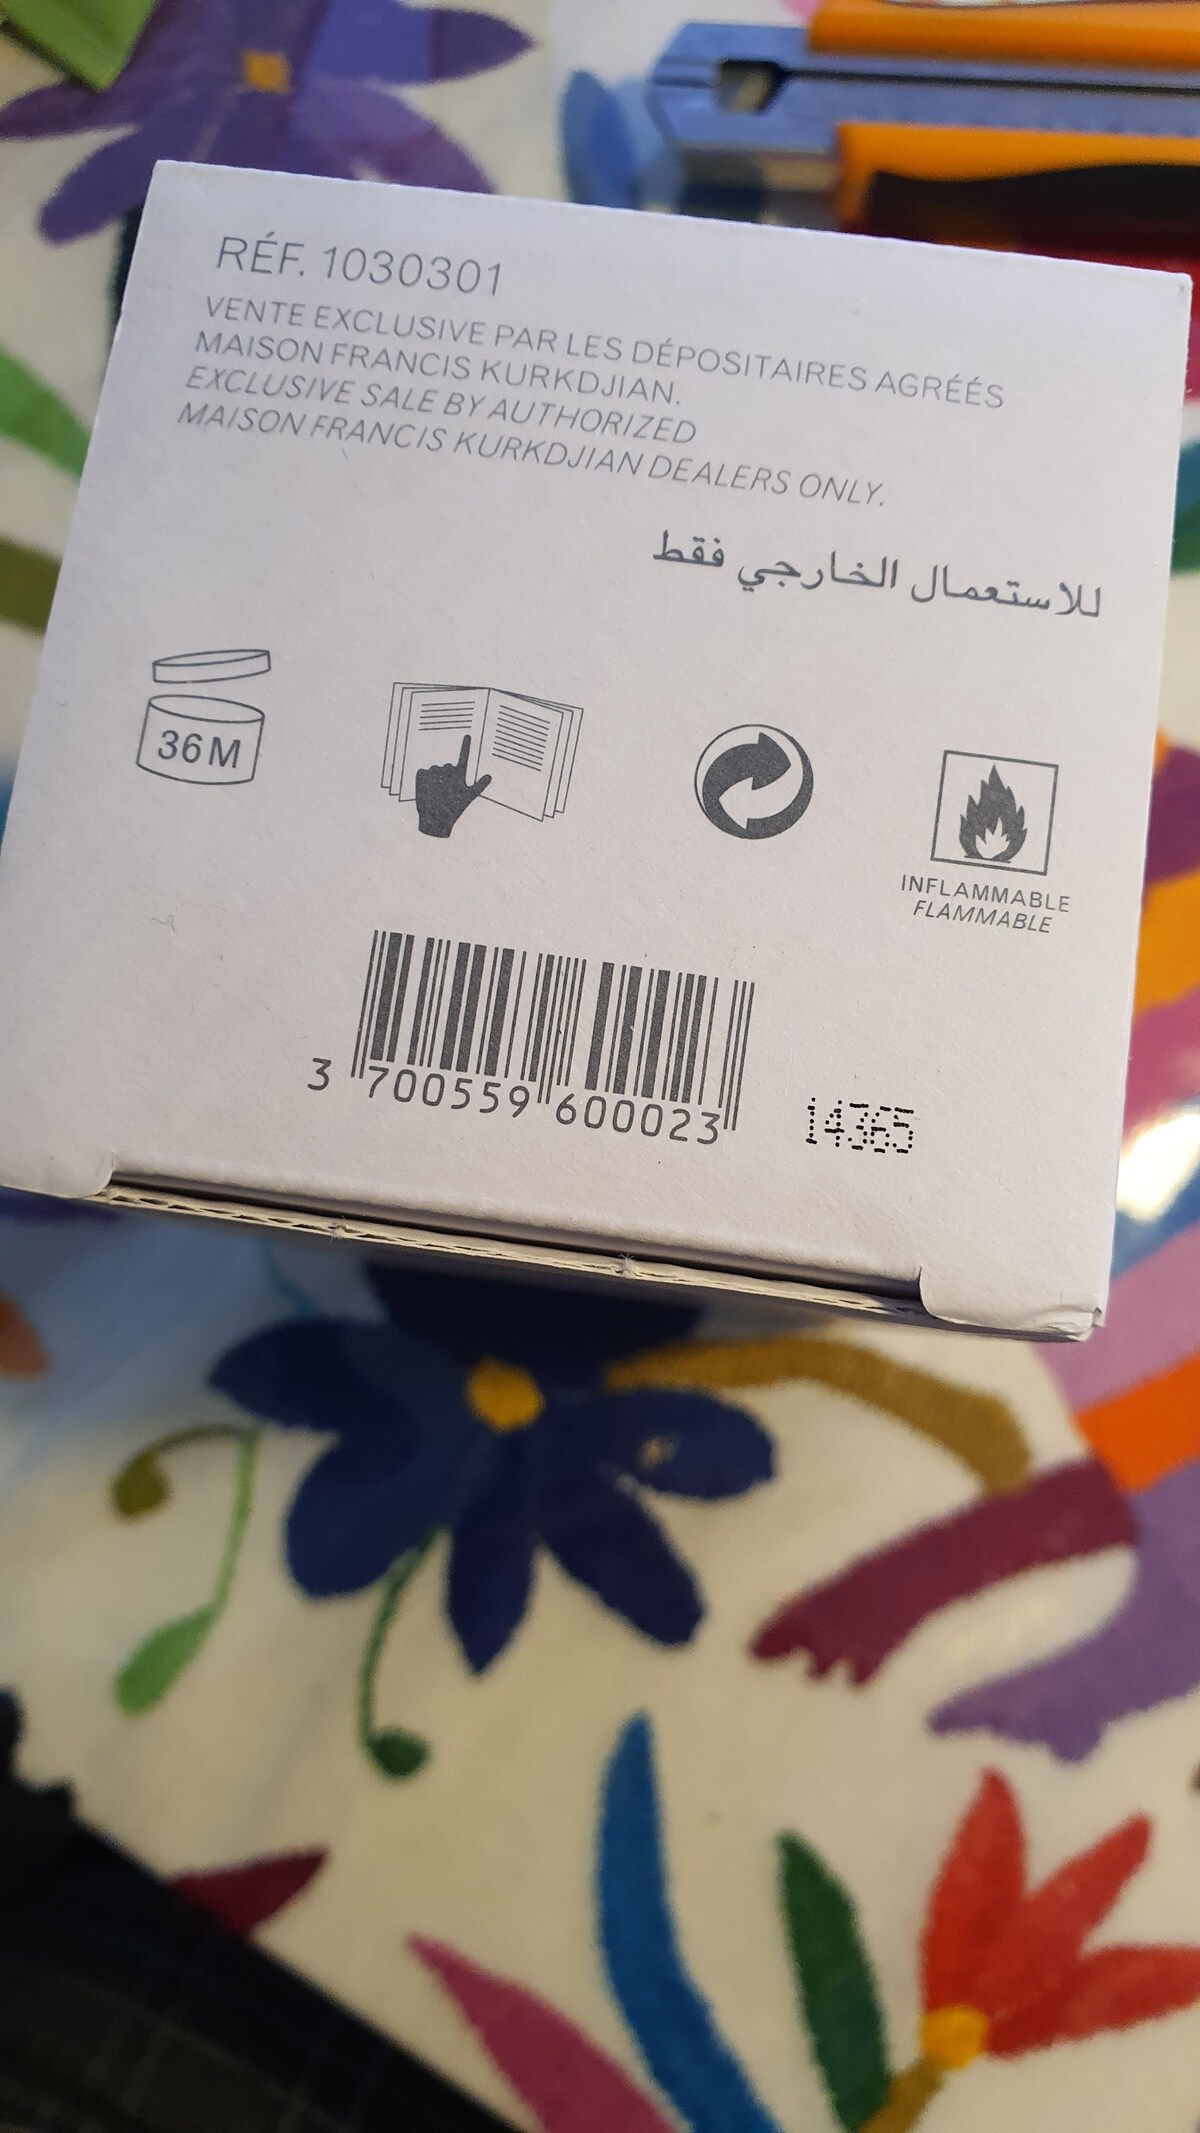 RÉF. 1030301
VENTE EXCLUSIVE PAR LES DÉPOSITAIRES AGRÉÉS
MAISON FRANCIS KURKDJIAN.
EXCLUSIVE SALE BY AUTHORIZED
MAISON FRANCIS KURKDJIAN DEALERS ONLY.
للاستعمال الخارجي فقط
36M
INFLAMMABLE
FLAMMABLE
3 700559 600023
14365